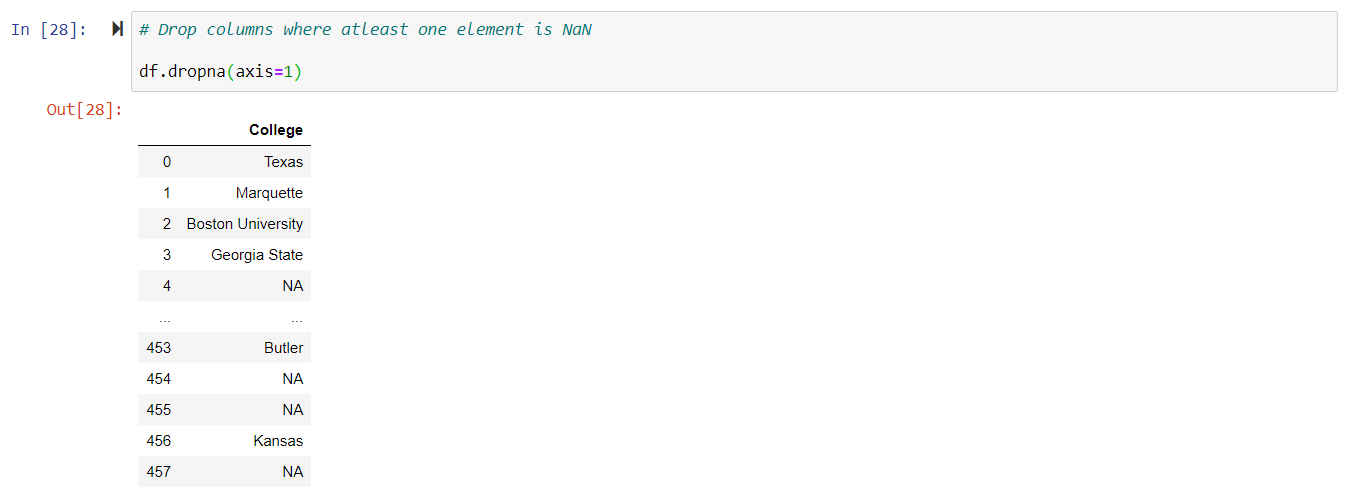 In [28]: # Drop columns where atleast one element is NaN
df.dropna(axis=1)
Out[28]:
College
0 Texas
1 Marquette
2 Boston University
3 Georgia State
4 NA
... ...
453 Butler
454 NA
455 NA
456 Kansas
457 NA